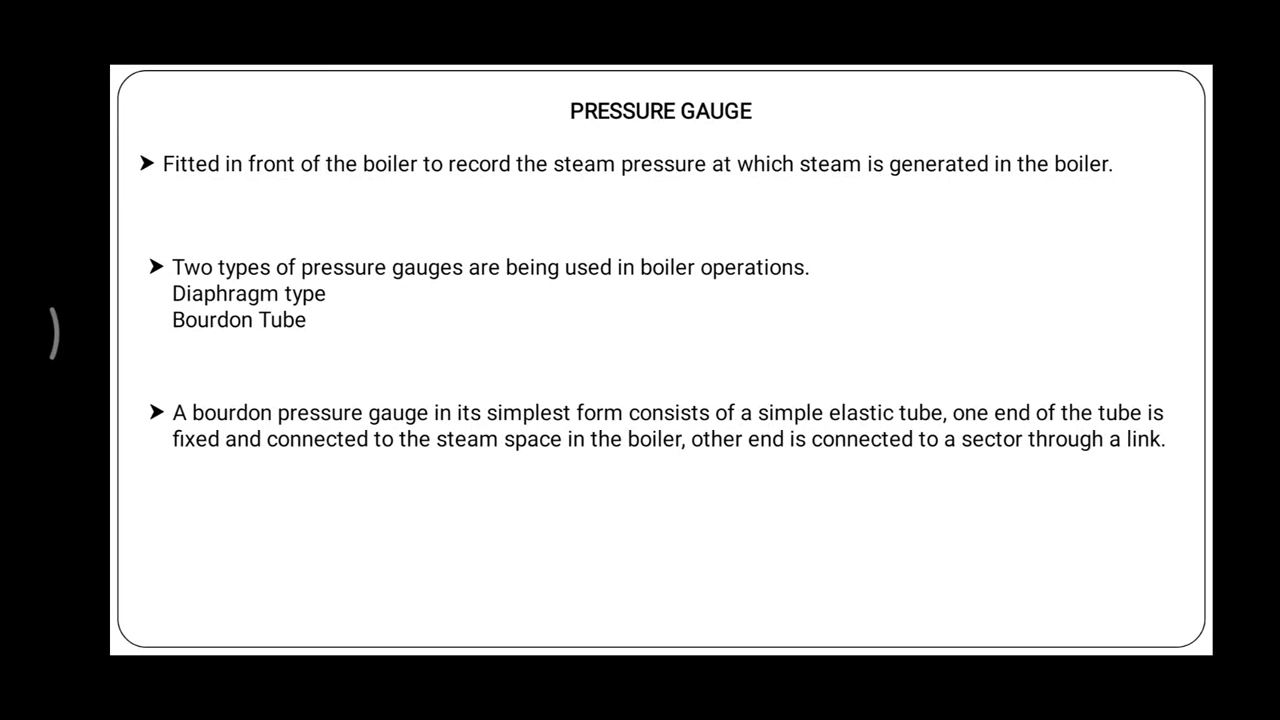 PRESSURE GAUGE
➤ Fitted in front of the boiler to record the steam pressure at which steam is generated in the boiler.
➤ Two types of pressure gauges are being used in boiler operations.
Diaphragm type
Bourdon Tube
➤ A bourdon pressure gauge in its simplest form consists of a simple elastic tube, one end of the tube is
fixed and connected to the steam space in the boiler, other end is connected to a sector through a link.